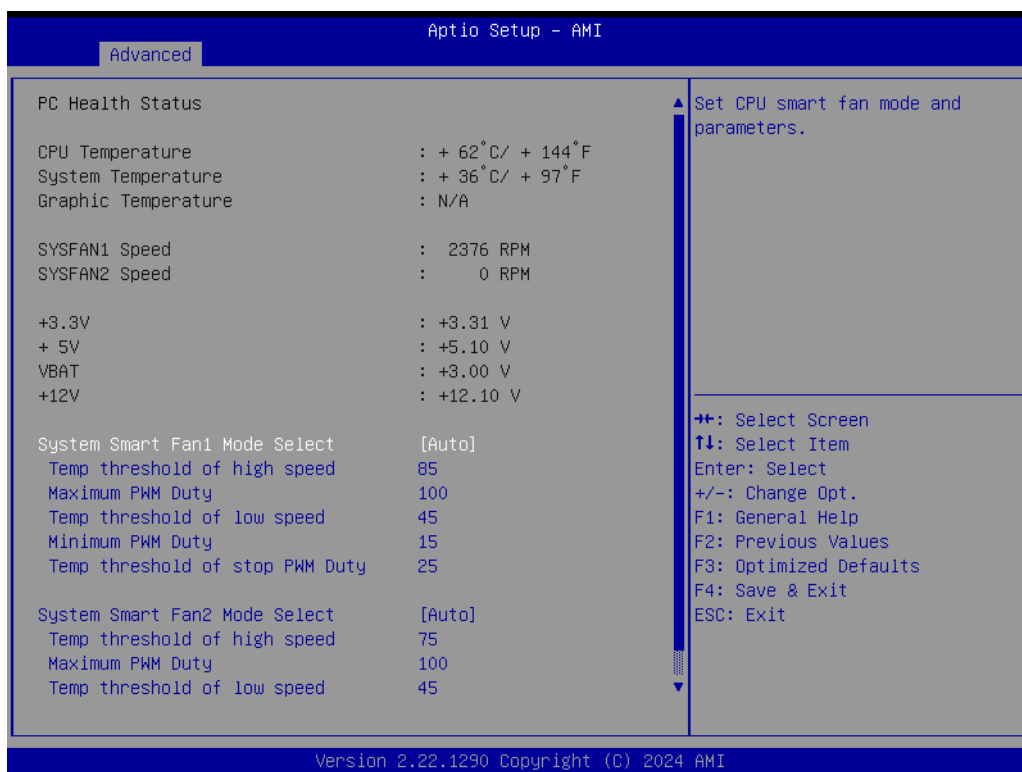 Aptio Setup – AMI
Advanced
PC Health Status
CPU Temperature : + 62°C/ + 144°F
System Temperature : + 36°C/ + 97°F
Graphic Temperature : N/A
SYSFAN1 Speed : 2376 RPM
SYSFAN2 Speed : 0 RPM
+3.3V : +3.31 V
+ 5V : +5.10 V
VBAT : +3.00 V
+12V : +12.10 V
System Smart Fan1 Mode Select [Auto]
Temp threshold of high speed 85
Maximum PWM Duty 100
Temp threshold of low speed 45
Minimum PWM Duty 15
Temp threshold of stop PWM Duty 25
System Smart Fan2 Mode Select [Auto]
Temp threshold of high speed 75
Maximum PWM Duty 100
Temp threshold of low speed 45
Set CPU smart fan mode and
parameters.
→←: Select Screen
↑↓: Select Item
Enter: Select
+/-: Change Opt.
F1: General Help
F2: Previous Values
F3: Optimized Defaults
F4: Save & Exit
ESC: Exit
Version 2.22.1290 Copyright (C) 2024 AMI